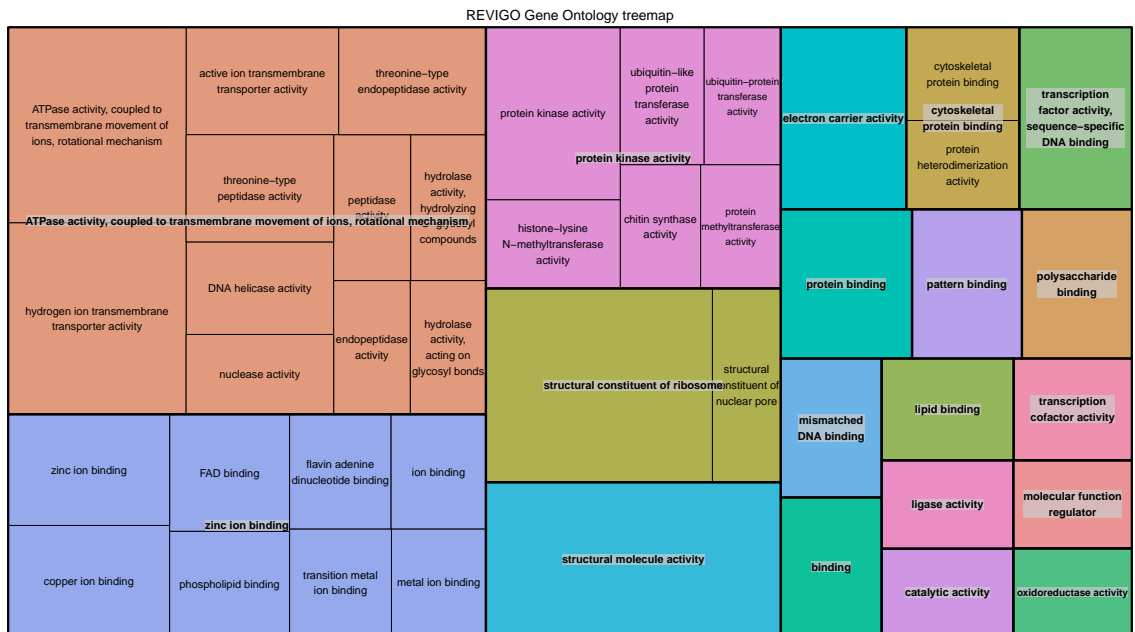 REVIGO Gene Ontology treemap
ATPase activity, coupled to
transmembrane movement of
ions, rotational mechanism
active ion transmembrane
transporter activity
threonine−type
endopeptidase activity
threonine−type
peptidase activity
peptidase
activity
hydrolase
activity,
hydrolyzing
glycosyl
compounds
ATPase activity, coupled to transmembrane movement of ions, rotational mechanism
hydrogen ion transmembrane
transporter activity
DNA helicase activity
nuclease activity
endopeptidase
activity
hydrolase
activity,
acting on
glycosyl bonds
zinc ion binding
FAD binding
flavin adenine
dinucleotide binding
ion binding
zinc ion binding
copper ion binding
phospholipid binding
transition metal
ion binding
metal ion binding
protein kinase activity
ubiquitin−like
protein
transferase
activity
ubiquitin−protein
transferase
activity
protein kinase activity
histone−lysine
N−methyltransferase
activity
chitin synthase
activity
protein
methyltransferase
activity
structural constituent of ribosome
structural
constituent of
nuclear pore
structural molecule activity
electron carrier activity
cytoskeletal
protein binding
cytoskeletal
protein binding
protein
heterodimerization
activity
transcription
factor activity,
sequence−specific
DNA binding
protein binding
pattern binding
polysaccharide
binding
mismatched
DNA binding
lipid binding
transcription
cofactor activity
ligase activity
molecular function
regulator
binding
catalytic activity
oxidoreductase activity